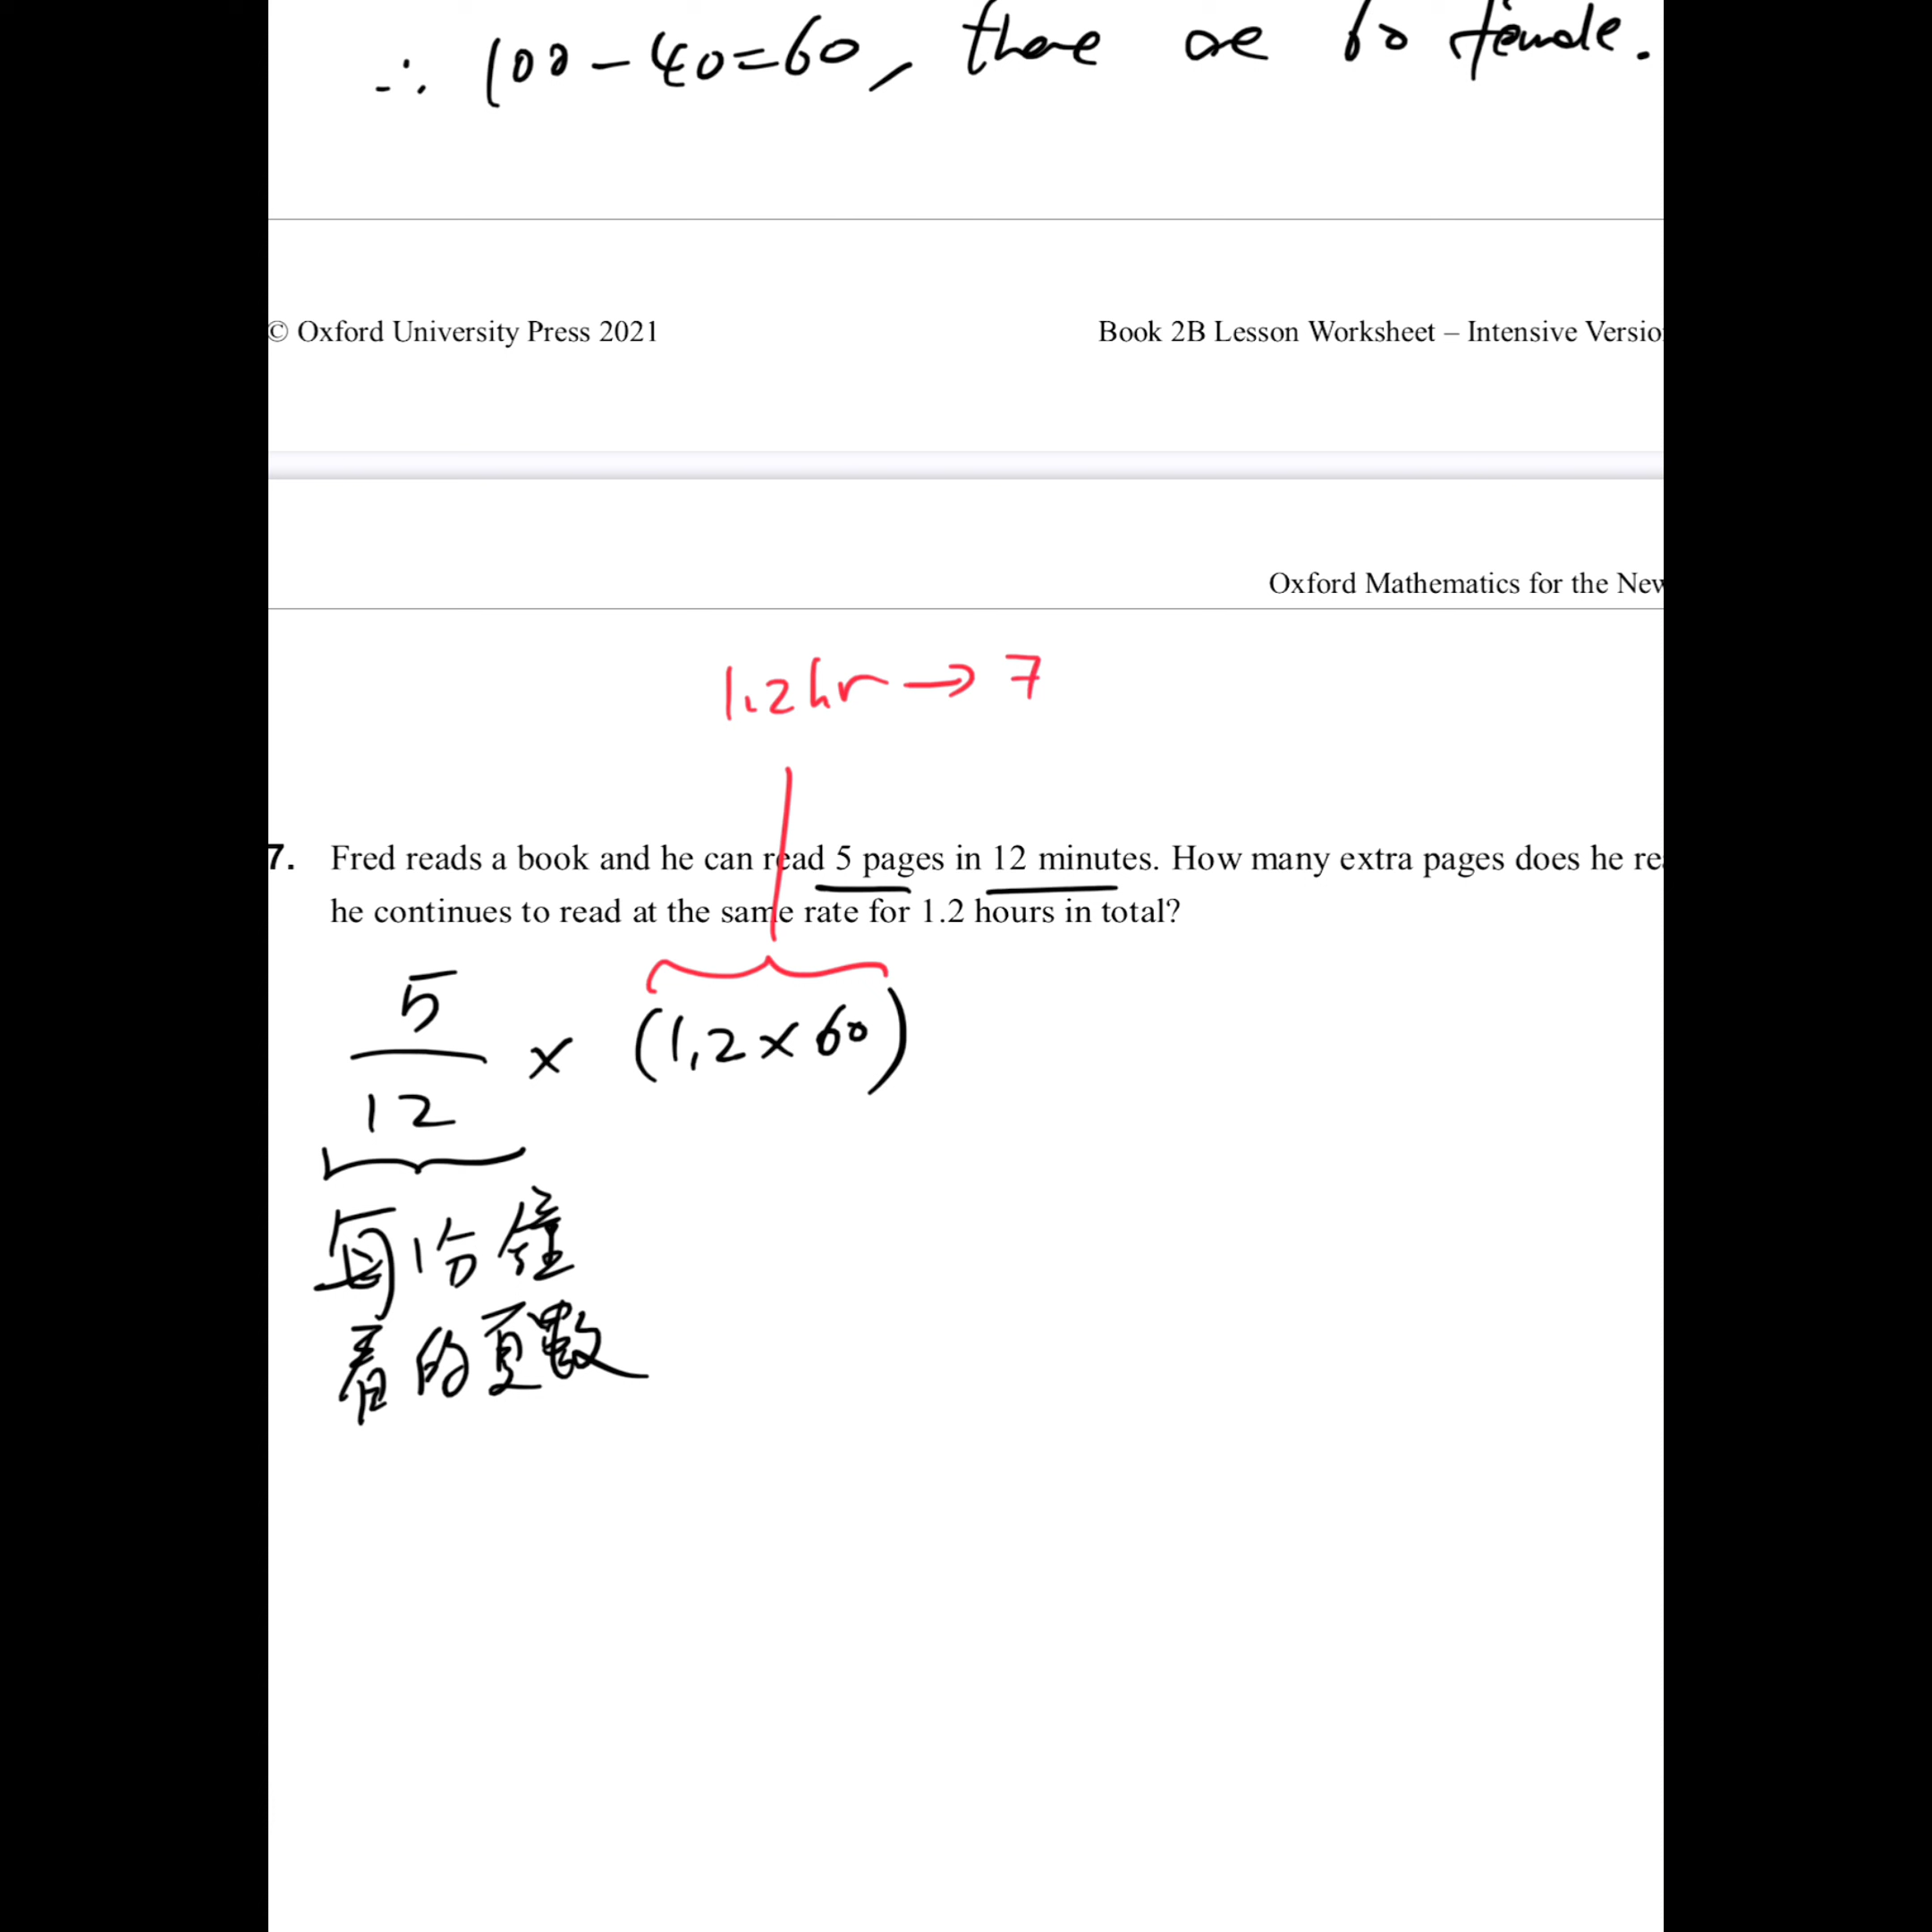 ∴ 100 - 40 = 60, there are 60 female.
© Oxford University Press 2021
Book 2B Lesson Worksheet – Intensive Versio
Oxford Mathematics for the New
1.2hr → 7
7. Fred reads a book and he can read 5 pages in 12 minutes. How many extra pages does he re
he continues to read at the same rate for 1.2 hours in total?
5/12 × (1.2 × 60)
每1分鐘
看的頁數